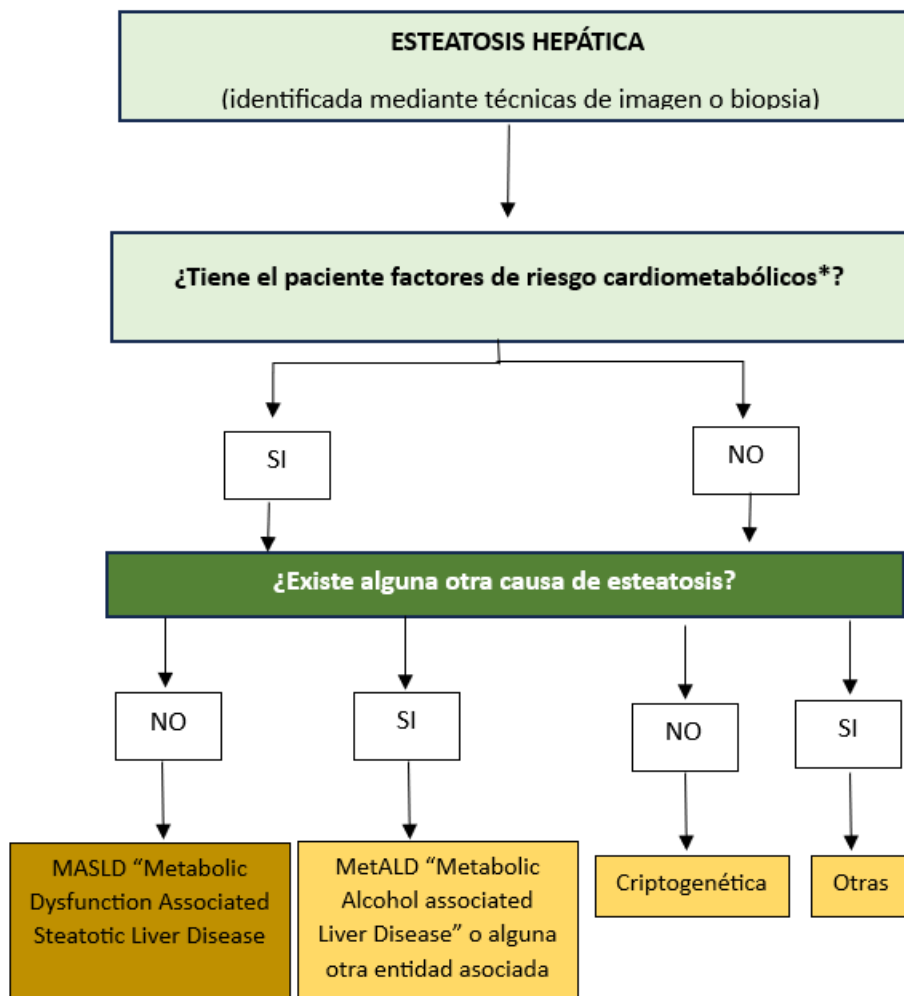 ESTEATOSIS HEPÁTICA
(identificada mediante técnicas de imagen o biopsia)
¿Tiene el paciente factores de riesgo cardiometabólicos*?
SI
NO
¿Existe alguna otra causa de esteatosis?
NO
SI
NO
SI
MASLD “Metabolic
Dysfunction Associated
Steatotic Liver Disease
MetALD “Metabolic
Alcohol associated
Liver Disease” o alguna
otra entidad asociada
Criptogenética
Otras